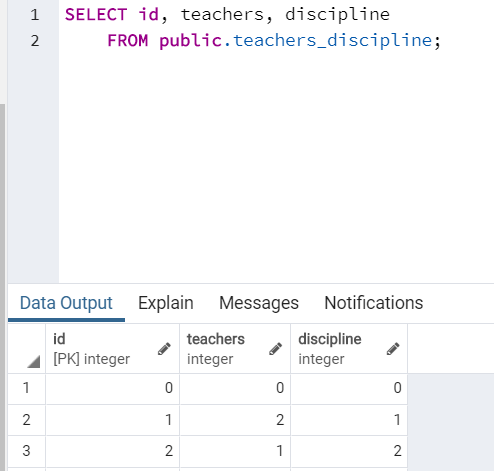 1 SELECT id, teachers, discipline
2 FROM public.teachers_discipline;
Data Output Explain Messages Notifications
id teachers discipline
[PK] integer integer integer
1 0 0 0
2 1 2 1
3 2 1 2